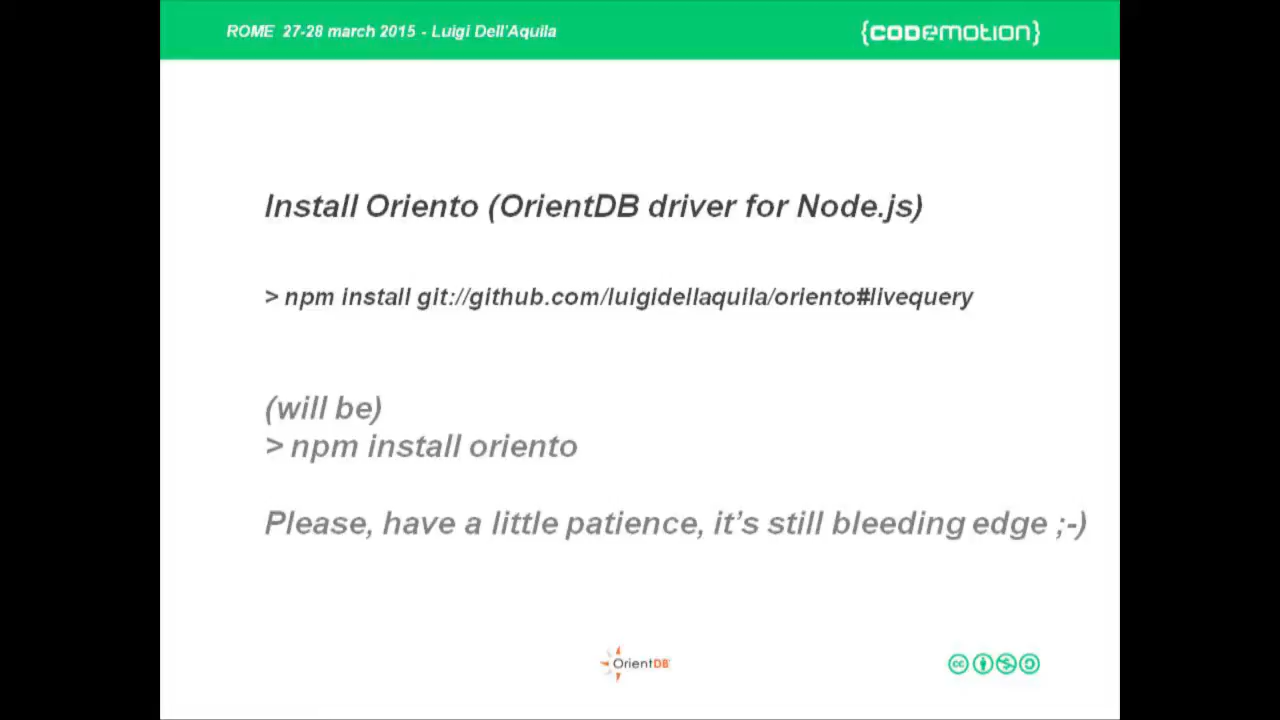 ROME 27-28 march 2015 - Luigi Dell'Aquila
{codemotion}
Install Oriento (OrientDB driver for Node.js)
> npm install git://github.com/luigidellaquila/oriento#livequery
(will be)
> npm install oriento
Please, have a little patience, it's still bleeding edge ;-)
OrientDB
cc